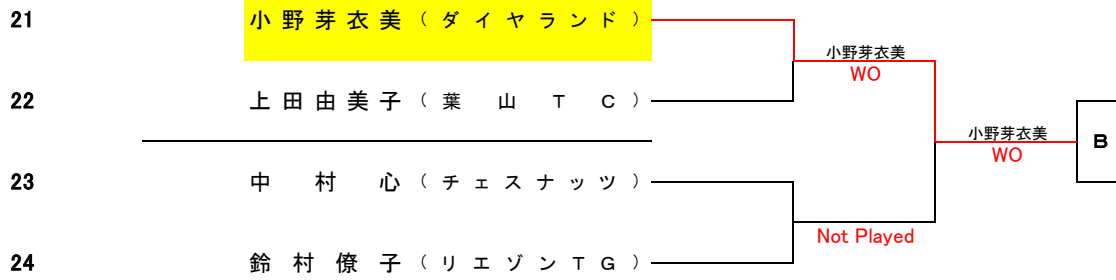 21 小野芽衣美（ダイヤランド）
小野芽衣美
WO
22 上田由美子（葉山TC）
小野芽衣美
WO
B
23 中村心（チェスナッツ）
Not Played
24 鈴村僚子（リエゾンTG）